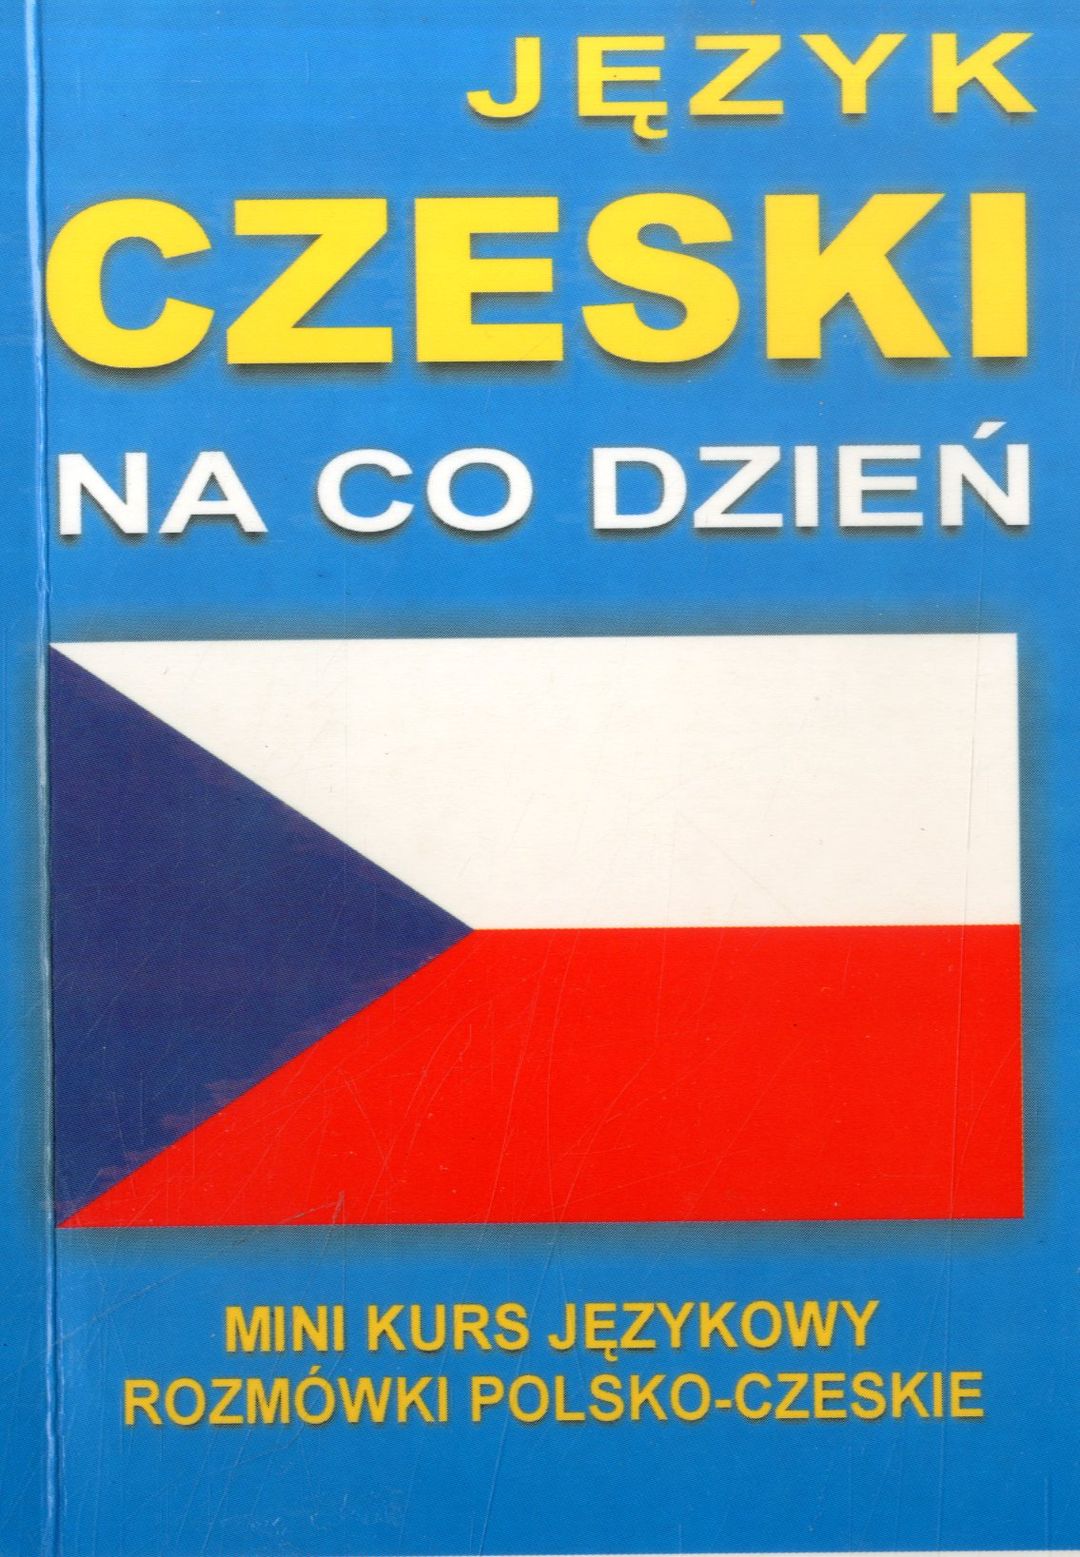 JĘZYK
CZESKI
NA CO DZIEŃ
MINI KURS JĘZYKOWY
ROZMÓWKI POLSKO-CZESKIE